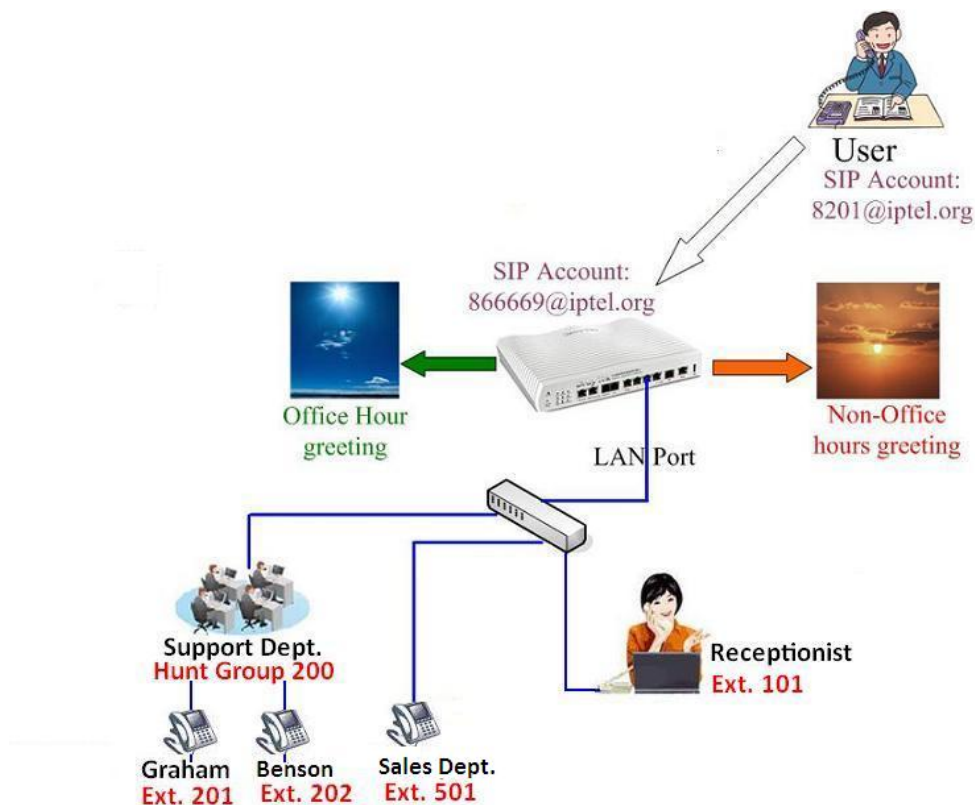 User
SIP Account:
8201@iptel.org
SIP Account:
866669@iptel.org
Office Hour
greeting
Non-Office
hours greeting
LAN Port
Support Dept.
Hunt Group 200
Receptionist
Ext. 101
Graham
Ext. 201
Benson
Ext. 202
Sales Dept.
Ext. 501